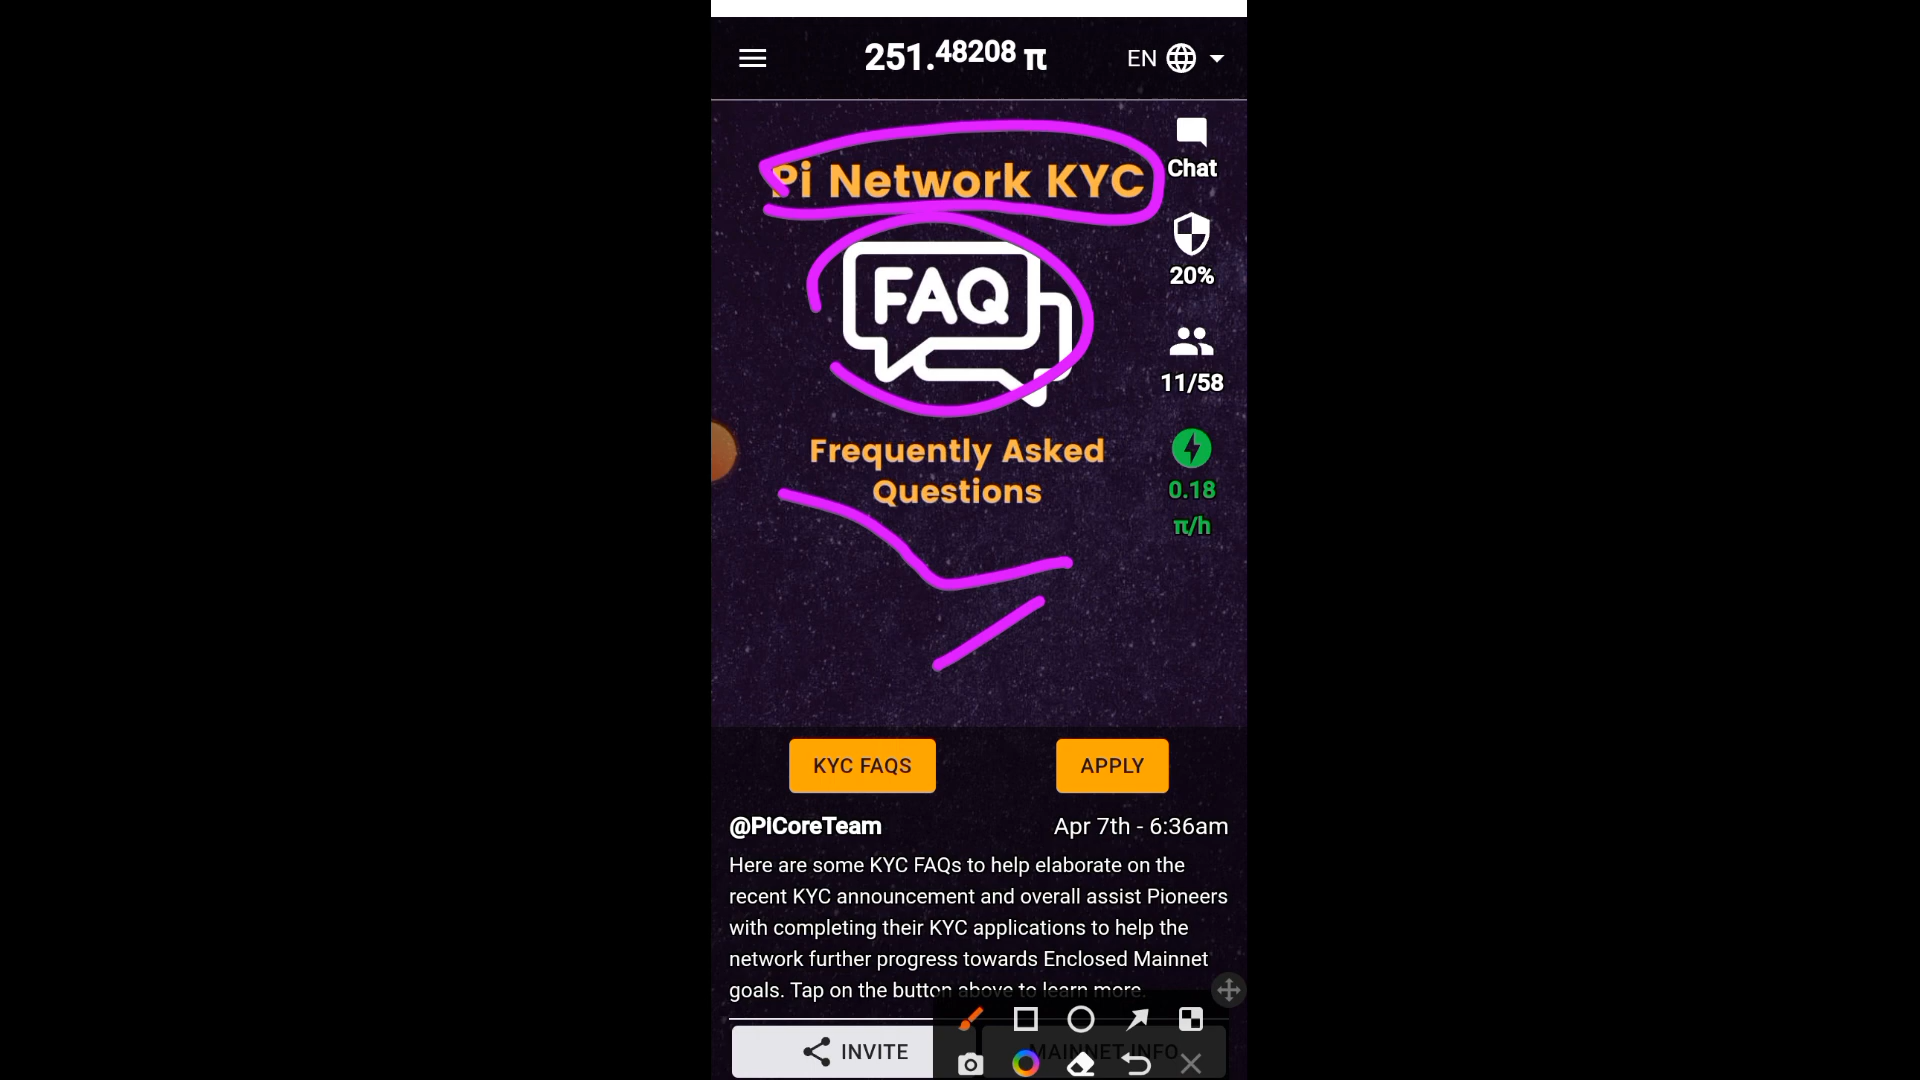 251.48208 π
EN
Pi Network KYC
Chat
FAQ
20%
11/58
Frequently Asked
Questions
0.18
π/h
KYC FAQS
APPLY
@PiCoreTeam
Apr 7th - 6:36am
Here are some KYC FAQs to help elaborate on the
recent KYC announcement and overall assist Pioneers
with completing their KYC applications to help the
network further progress towards Enclosed Mainnet
goals. Tap on the button above to learn more.
INVITE
MAINNET INFO